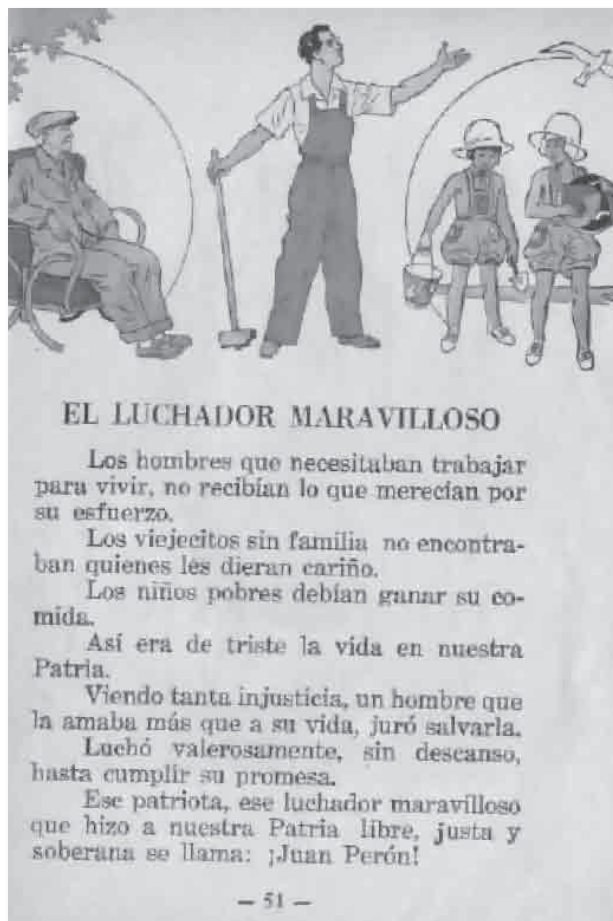 EL LUCHADOR MARAVILLOSO
Los hombres que necesitaban trabajar
para vivir, no recibían lo que merecían por
su esfuerzo.
Los viejecitos sin familia no encontra-
ban quienes les dieran cariño.
Los niños pobres debían ganar su co-
mida.
Así era de triste la vida en nuestra
Patria.
Viendo tanta injusticia, un hombre que
la amaba más que a su vida, juró salvarla.
Luchó valerosamente, sin descanso,
hasta cumplir su promesa.
Ese patriota, ese luchador maravilloso
que hizo a nuestra Patria libre, justa y
soberana se llama: ¡Juan Perón!
— 51 —